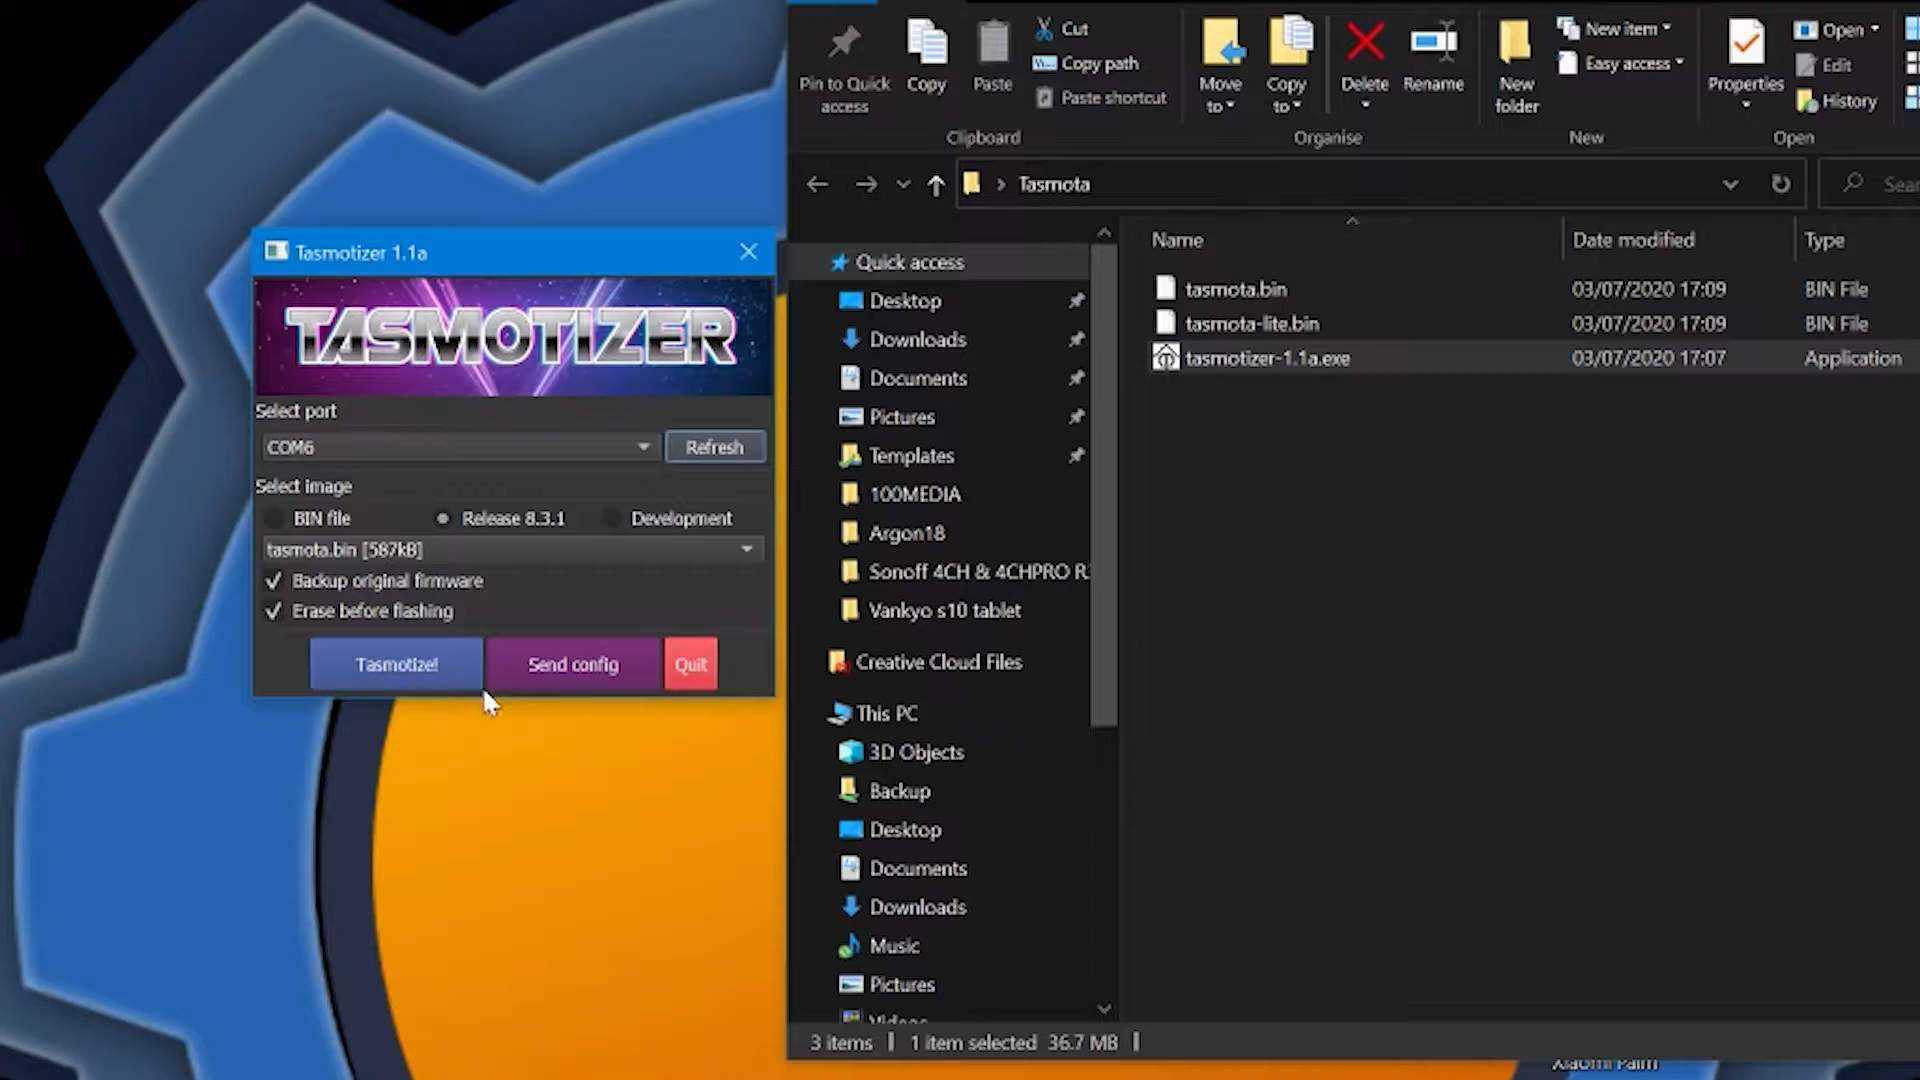 Tasmotizer 1.1a
TASMOTIZER
Select port
COM6
Refresh
Select image
BIN file
Release 8.3.1
Development
tasmota.bin [587kB]
Backup original firmware
Erase before flashing
Tasmotize!
Send config
Quit
Pin to Quick access
Copy
Paste
Cut
Copy path
Paste shortcut
Clipboard
Move to
Copy to
Delete
Rename
Organise
New folder
New item
Easy access
New
Properties
Open
Edit
History
Open
Tasmota
Sear
Name
Date modified
Type
tasmota.bin 03/07/2020 17:09 BIN File
tasmota-lite.bin 03/07/2020 17:09 BIN File
tasmotizer-1.1a.exe 03/07/2020 17:07 Application
Quick access
Desktop
Downloads
Documents
Pictures
Templates
100MEDIA
Argon18
Sonoff 4CH & 4CHPRO R
Vankyo s10 tablet
Creative Cloud Files
This PC
3D Objects
Backup
Desktop
Documents
Downloads
Music
Pictures
Videos
3 items
1 item selected 36.7 MB